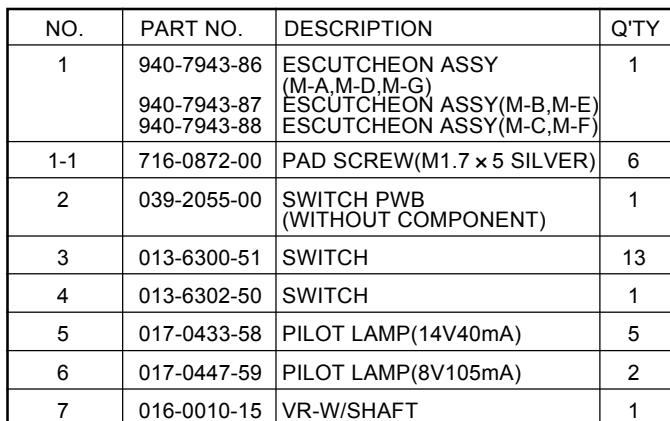 NO. PART NO. DESCRIPTION Q'TY
1 940-7943-86 ESCUTCHEON ASSY 1
(M-A,M-D,M-G)
940-7943-87 ESCUTCHEON ASSY(M-B,M-E)
940-7943-88 ESCUTCHEON ASSY(M-C,M-F)
1-1 716-0872-00 PAD SCREW(M1.7 × 5 SILVER) 6
2 039-2055-00 SWITCH PWB 1
(WITHOUT COMPONENT)
3 013-6300-51 SWITCH 13
4 013-6302-50 SWITCH 1
5 017-0433-58 PILOT LAMP(14V40mA) 5
6 017-0447-59 PILOT LAMP(8V105mA) 2
7 016-0010-15 VR-W/SHAFT 1